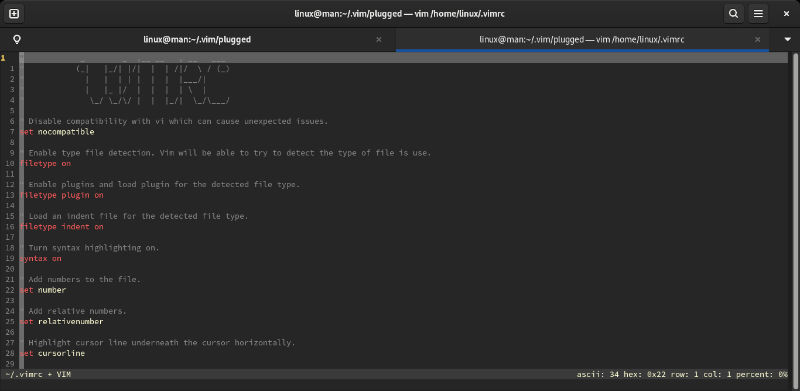 linux@man:~/.vim/plugged — vim /home/linux/.vimrc
linux@man:~/.vim/plugged
linux@man:~/.vim/plugged — vim /home/linux/.vimrc
1
1
2
3
4
5
6 " Disable compatibility with vi which can cause unexpected issues.
7 set nocompatible
8
9 " Enable type file detection. Vim will be able to try to detect the type of file is use.
10 filetype on
11
12 " Enable plugins and load plugin for the detected file type.
13 filetype plugin on
14
15 " Load an indent file for the detected file type.
16 filetype indent on
17
18 " Turn syntax highlighting on.
19 syntax on
20
21 " Add numbers to the file.
22 set number
23
24 " Add relative numbers.
25 set relativenumber
26
27 " Highlight cursor line underneath the cursor horizontally.
28 set cursorline
29
~/.vimrc + VIM
ascii: 34 hex: 0x22 row: 1 col: 1 percent: 0%